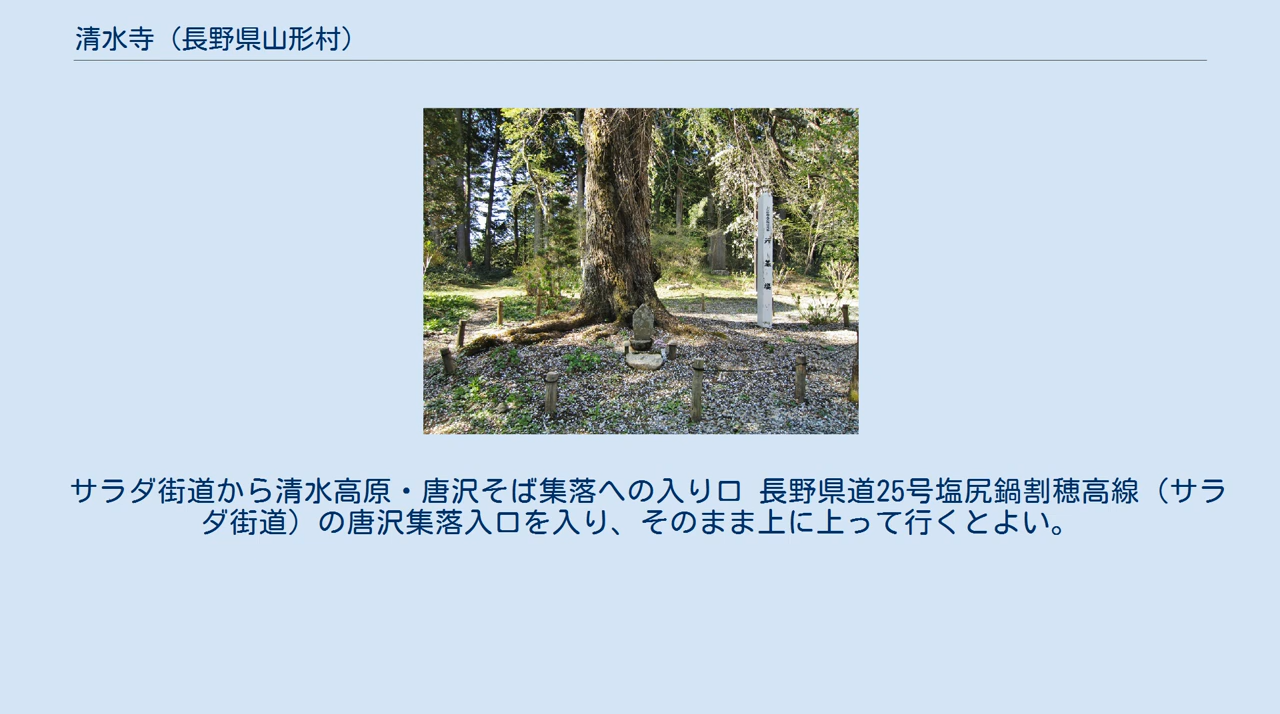 清水寺（長野県山形村）
サラダ街道から清水高原・唐沢そば集落への入り口 長野県道25号塩尻鍋割穂高線（サラ
ダ街道）の唐沢集落入口を入り、そのまま上に上って行くとよい。